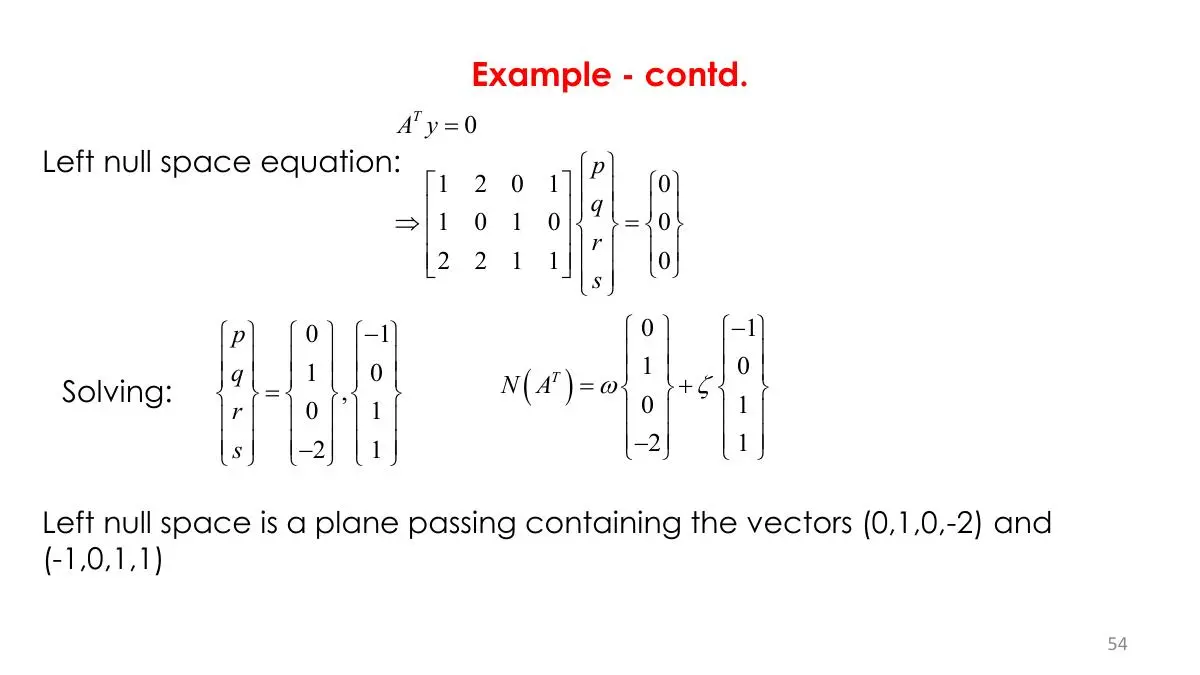 Example - contd.
A^T y = 0
Left null space equation:
⇒ [1 2 0 1; 1 0 1 0; 2 2 1 1] {p; q; r; s} = {0; 0; 0}
Solving: {p; q; r; s} = {0; 1; 0; −2}, {−1; 0; 1; 1} N(A^T) = ω{0; 1; 0; −2} + ζ{−1; 0; 1; 1}
Left null space is a plane passing containing the vectors (0,1,0,-2) and
(-1,0,1,1)
54